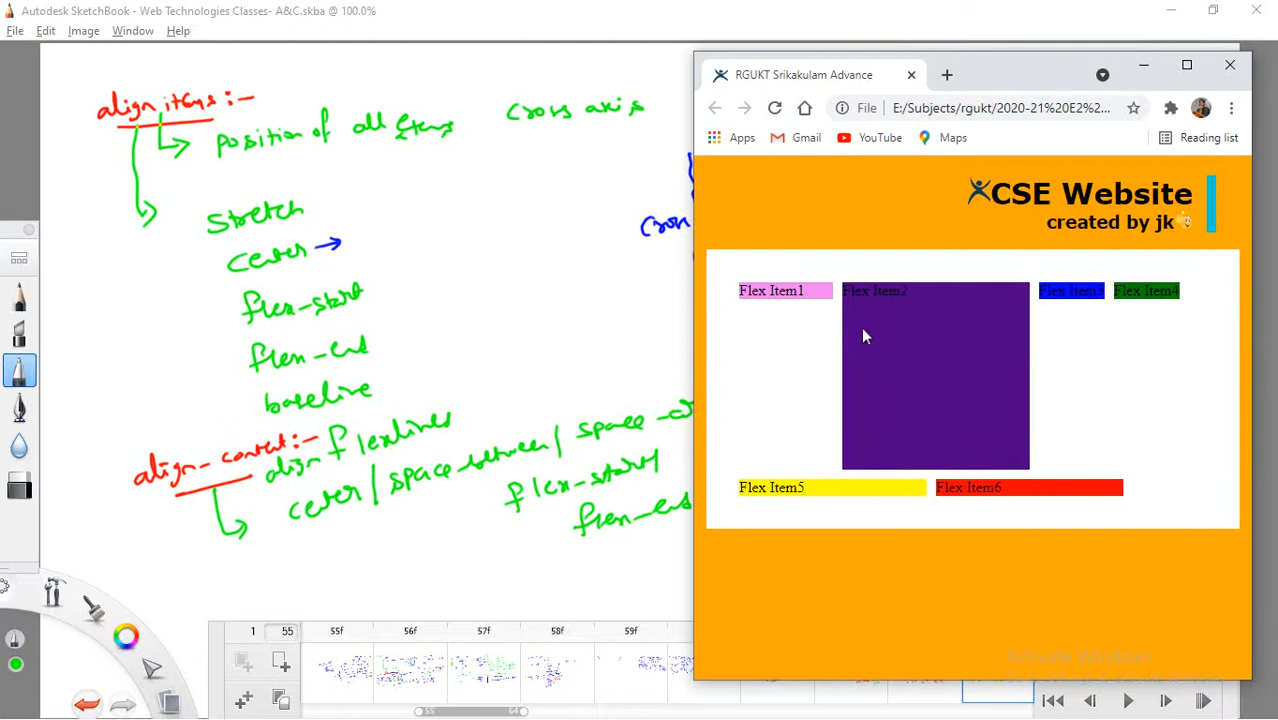 Autodesk SketchBook - Web Technologies Classes- A&C.skba @ 100.0%
File Edit Image Window Help
align items :-
position of all items cross axis
stretch
center →
flex-start
flex-end
baseline
align-content :- align flexlines
center / space-between / space-
flex-start /
flex-end
RGUKT Srikakulam Advance
File E:/Subjects/rgukt/2020-21%20E2%2...
Apps Gmail YouTube Maps Reading list
CSE Website
created by jk
Flex Item1
Flex Item2
Flex Item3
Flex Item4
Flex Item5
Flex Item6
1 55 55f 56f 57f 58f 59f
55 64
Activate Windows